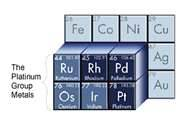 26 Fe Co Ni Cu
44 Ru 45 Rh 46 Pd Ag
Ruthenium Rhodium Palladium
The Platinum Group Metals
76 Os 77 Ir 78 Pt Au
Osmium Iridium Platinum